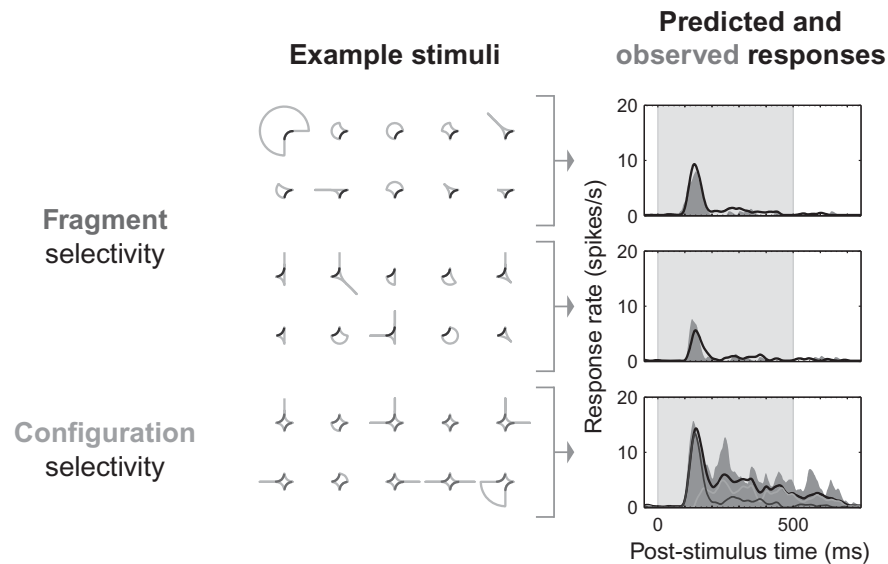 Example stimuli
Predicted and
observed responses
Fragment
selectivity
Configuration
selectivity
Response rate (spikes/s)
20
10
0
20
10
0
20
10
0
0
500
Post-stimulus time (ms)